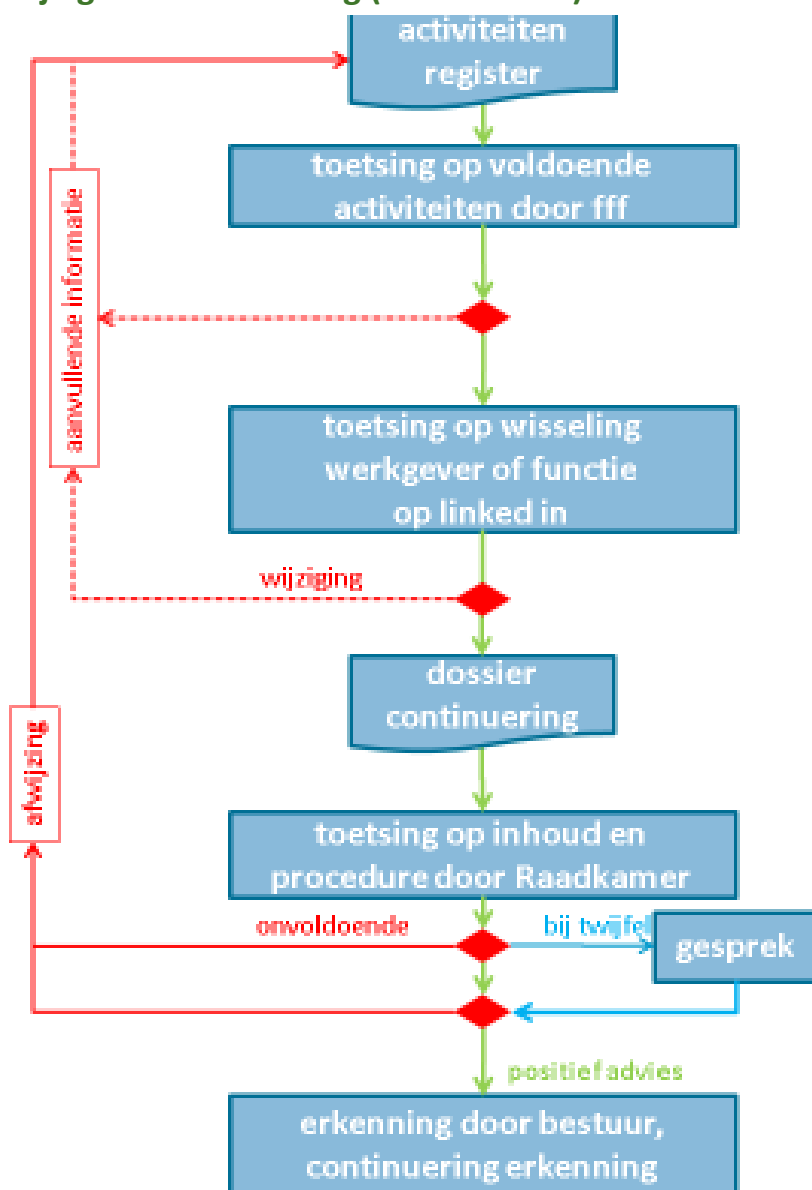 activiteiten
register
toetsing op voldoende
activiteiten door fff
aanvullende informatie
toetsing op wisseling
werkgever of functie
op linked in
wijziging
dossier
continuering
afwijzing
toetsing op inhoud en
procedure door Raadkamer
onvoldoende
bij twijfel
gesprek
positief advies
erkenning door bestuur,
continuering erkenning